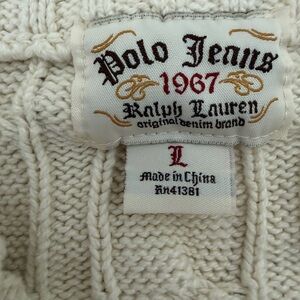 Polo Jeans
1967
Ralph Lauren
original denim brand
L
Made in China
Rn41381